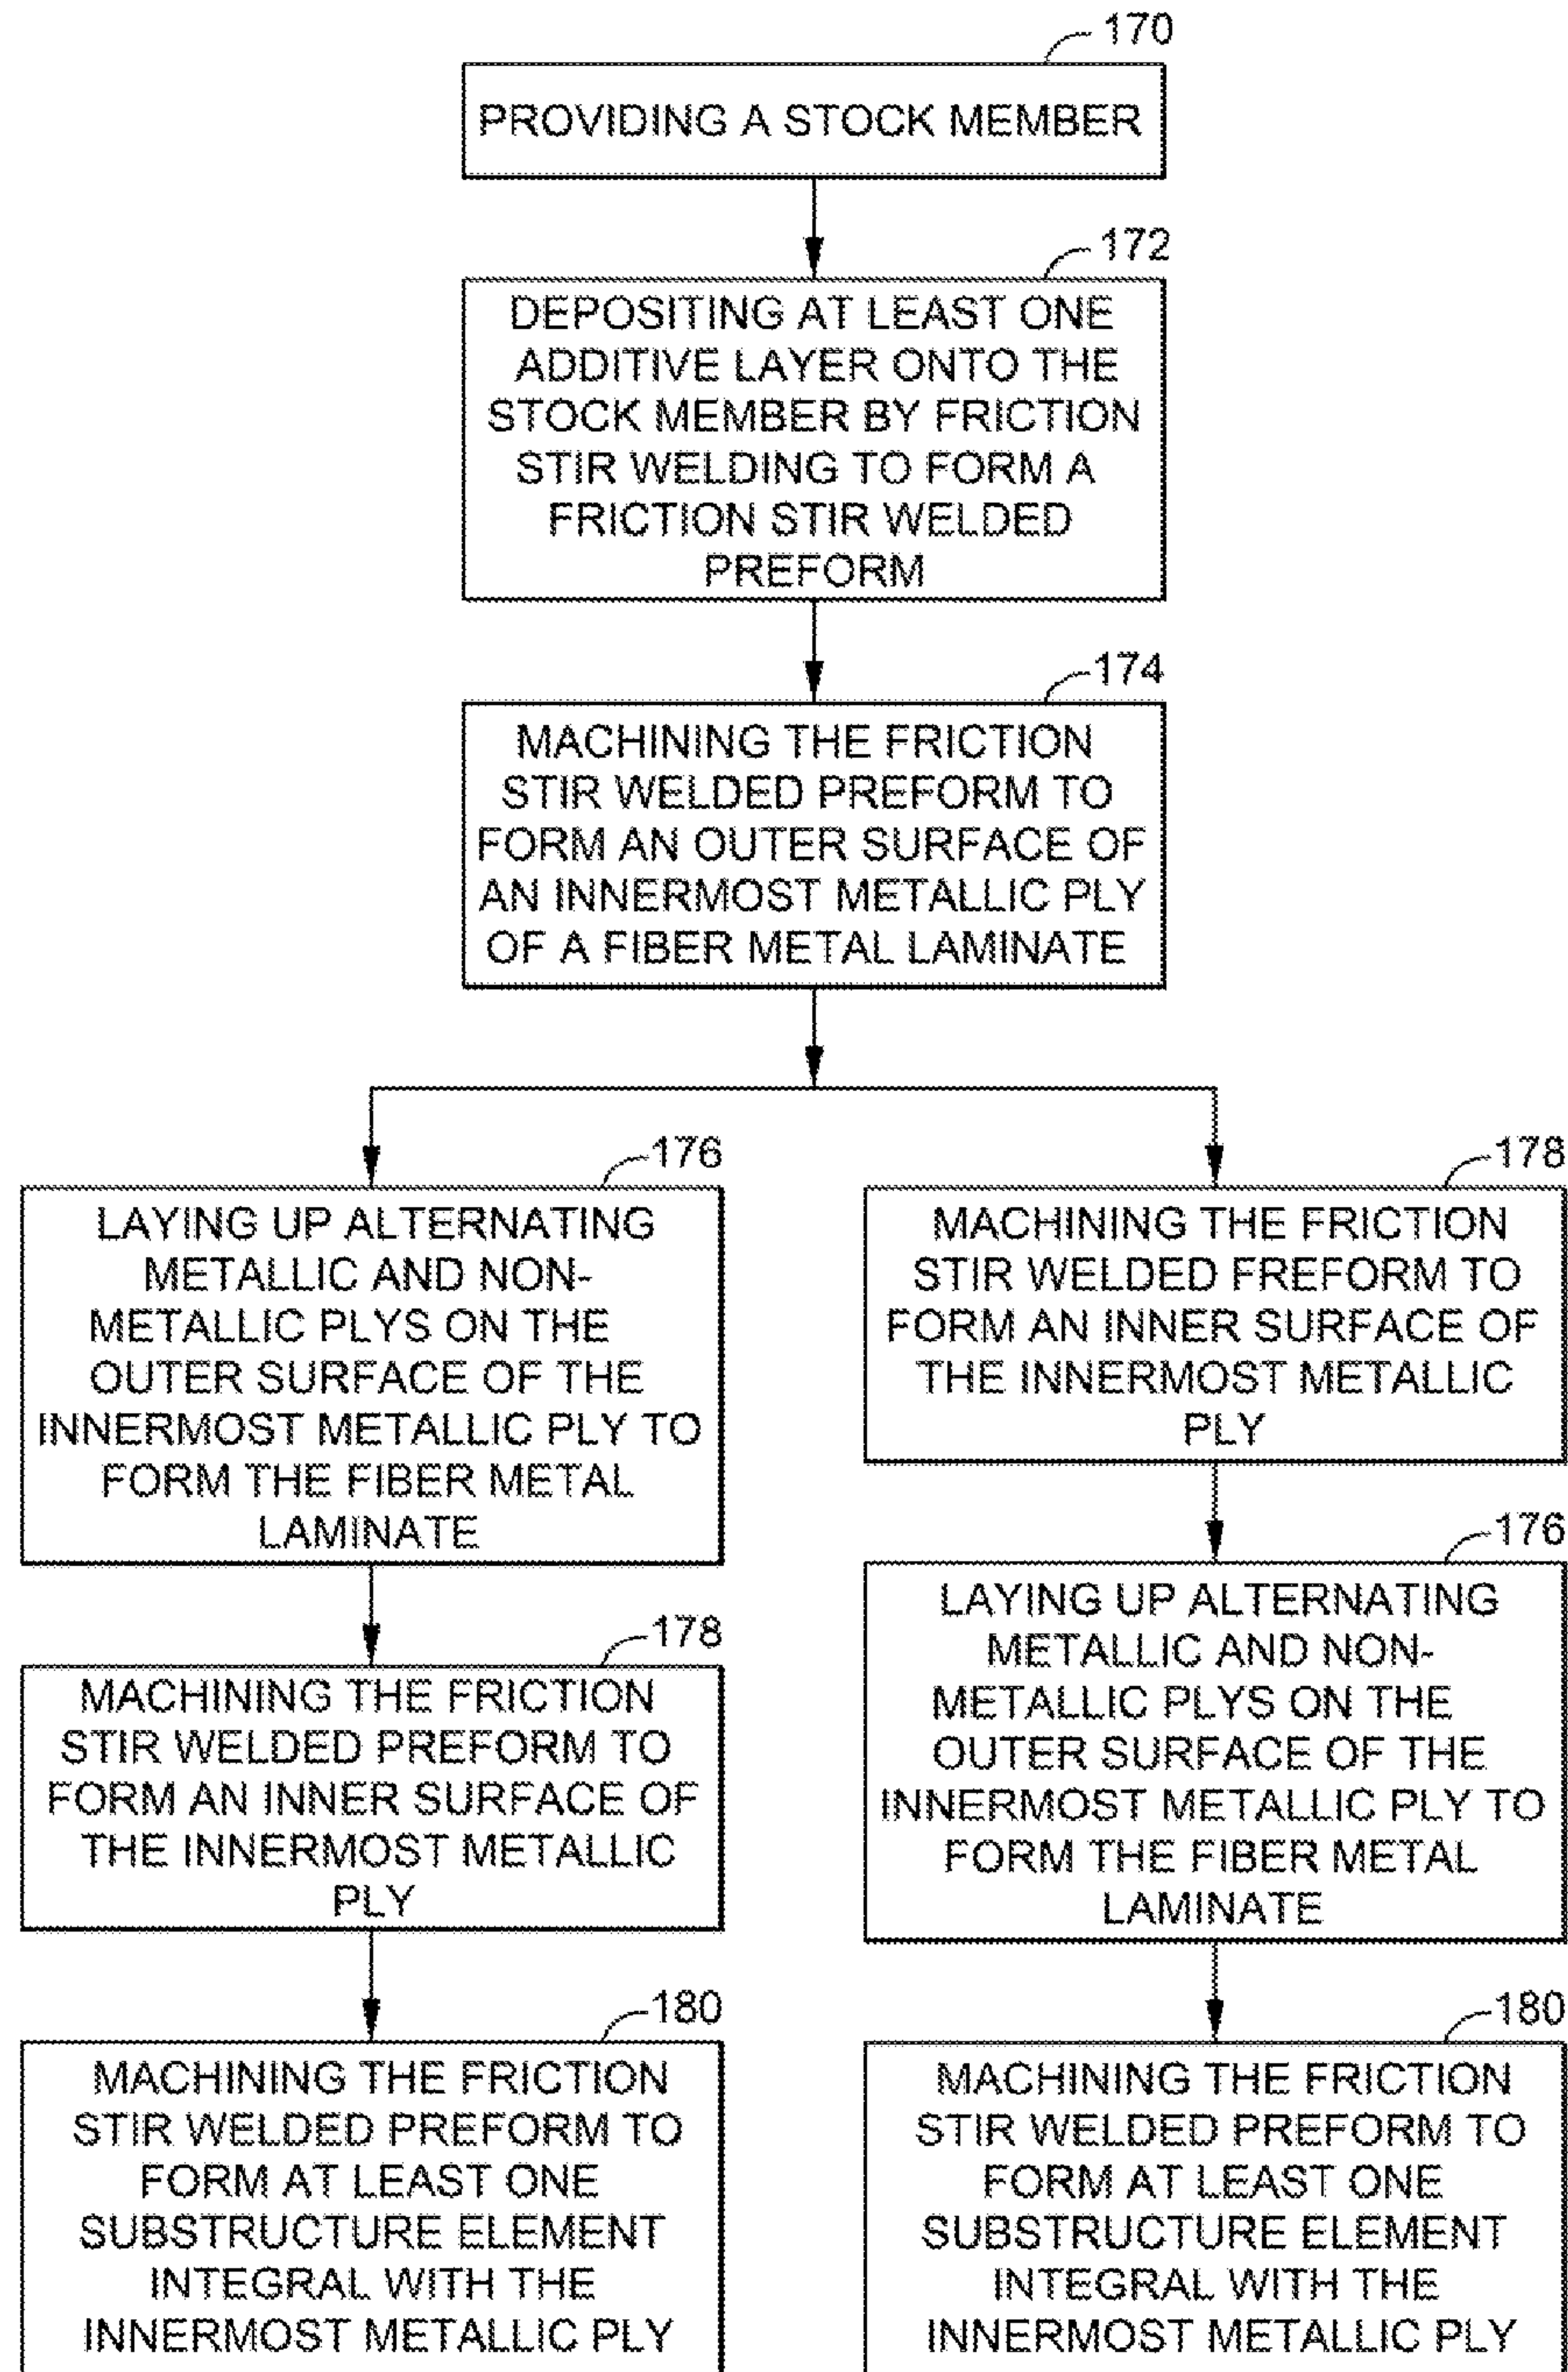 170
PROVIDING A STOCK MEMBER
172
DEPOSITING AT LEAST ONE
ADDITIVE LAYER ONTO THE
STOCK MEMBER BY FRICTION
STIR WELDING TO FORM A
FRICTION STIR WELDED
PREFORM
174
MACHINING THE FRICTION
STIR WELDED PREFORM TO
FORM AN OUTER SURFACE OF
AN INNERMOST METALLIC PLY
OF A FIBER METAL LAMINATE
176
LAYING UP ALTERNATING
METALLIC AND NON-
METALLIC PLYS ON THE
OUTER SURFACE OF THE
INNERMOST METALLIC PLY TO
FORM THE FIBER METAL
LAMINATE
178
MACHINING THE FRICTION
STIR WELDED PREFORM TO
FORM AN INNER SURFACE OF
THE INNERMOST METALLIC
PLY
180
MACHINING THE FRICTION
STIR WELDED PREFORM TO
FORM AT LEAST ONE
SUBSTRUCTURE ELEMENT
INTEGRAL WITH THE
INNERMOST METALLIC PLY
178
MACHINING THE FRICTION
STIR WELDED FREFORM TO
FORM AN INNER SURFACE OF
THE INNERMOST METALLIC
PLY
176
LAYING UP ALTERNATING
METALLIC AND NON-
METALLIC PLYS ON THE
OUTER SURFACE OF THE
INNERMOST METALLIC PLY TO
FORM THE FIBER METAL
LAMINATE
180
MACHINING THE FRICTION
STIR WELDED PREFORM TO
FORM AT LEAST ONE
SUBSTRUCTURE ELEMENT
INTEGRAL WITH THE
INNERMOST METALLIC PLY